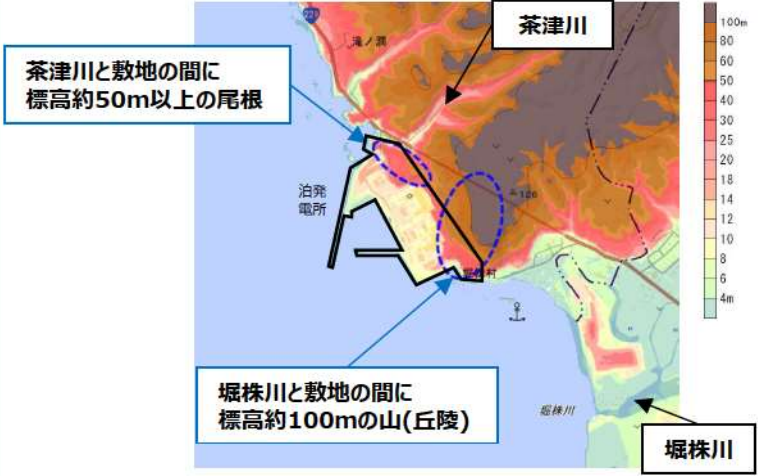 茶津川
茶津川と敷地の間に
標高約50m以上の尾根
滝ノ澗
泊発
電所
126
堀株村
堀株川と敷地の間に
標高約100mの山(丘陵)
堀株川
堀株川
100m
80
60
50
40
30
25
20
18
14
12
10
8
6
4m